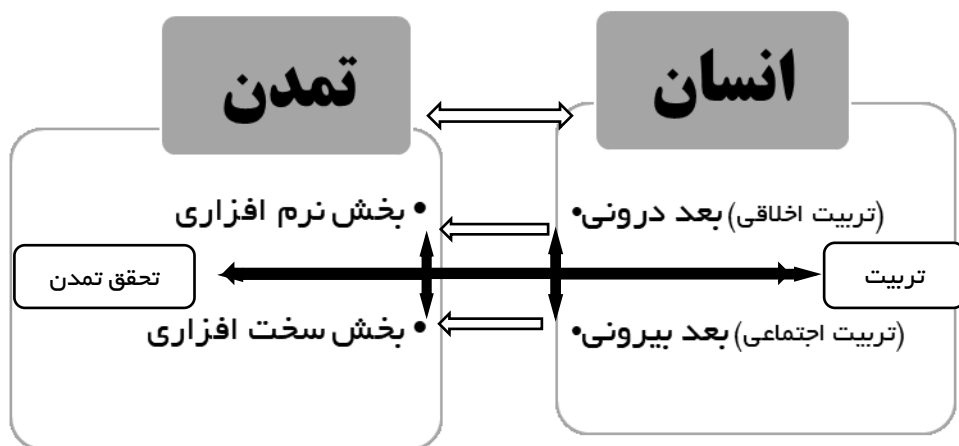 انسان
تمدن
•بعد درونی (تربیت اخلاقی)
• بخش نرم افزاری
تربیت
تحقق تمدن
•بعد بیرونی (تربیت اجتماعی)
• بخش سخت افزاری